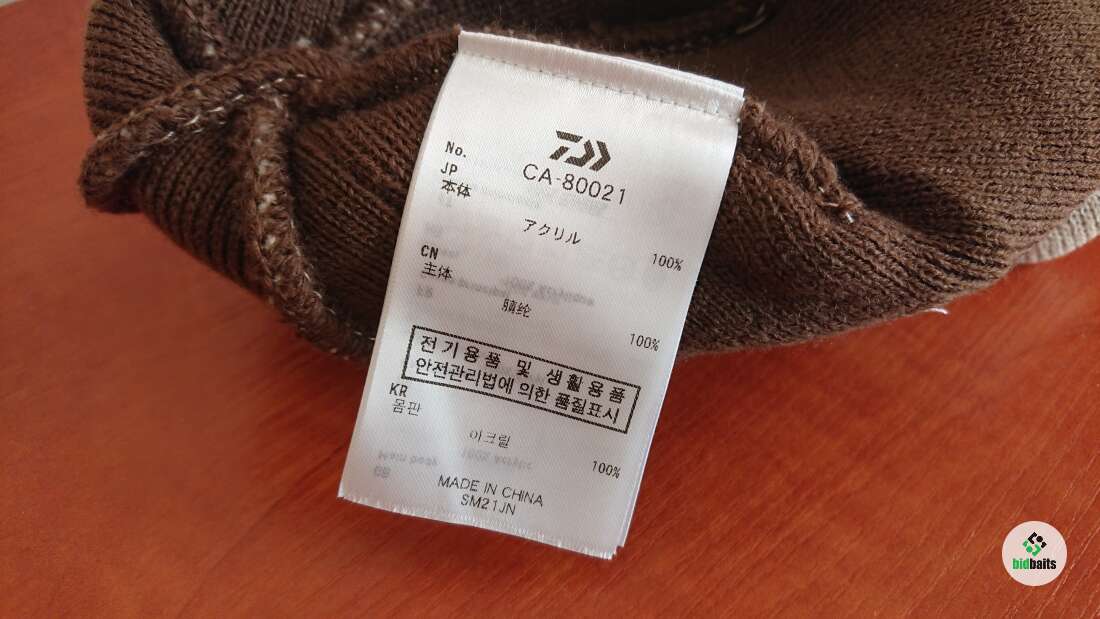 No. CA-80021
JP
本体
アクリル
100%
CN
主体
腈纶
100%
전기용품 및 생활용품
안전관리법에 의한 품질표시
KR
몸판
아크릴
100%
MADE IN CHINA
SM21JN
bidbaits